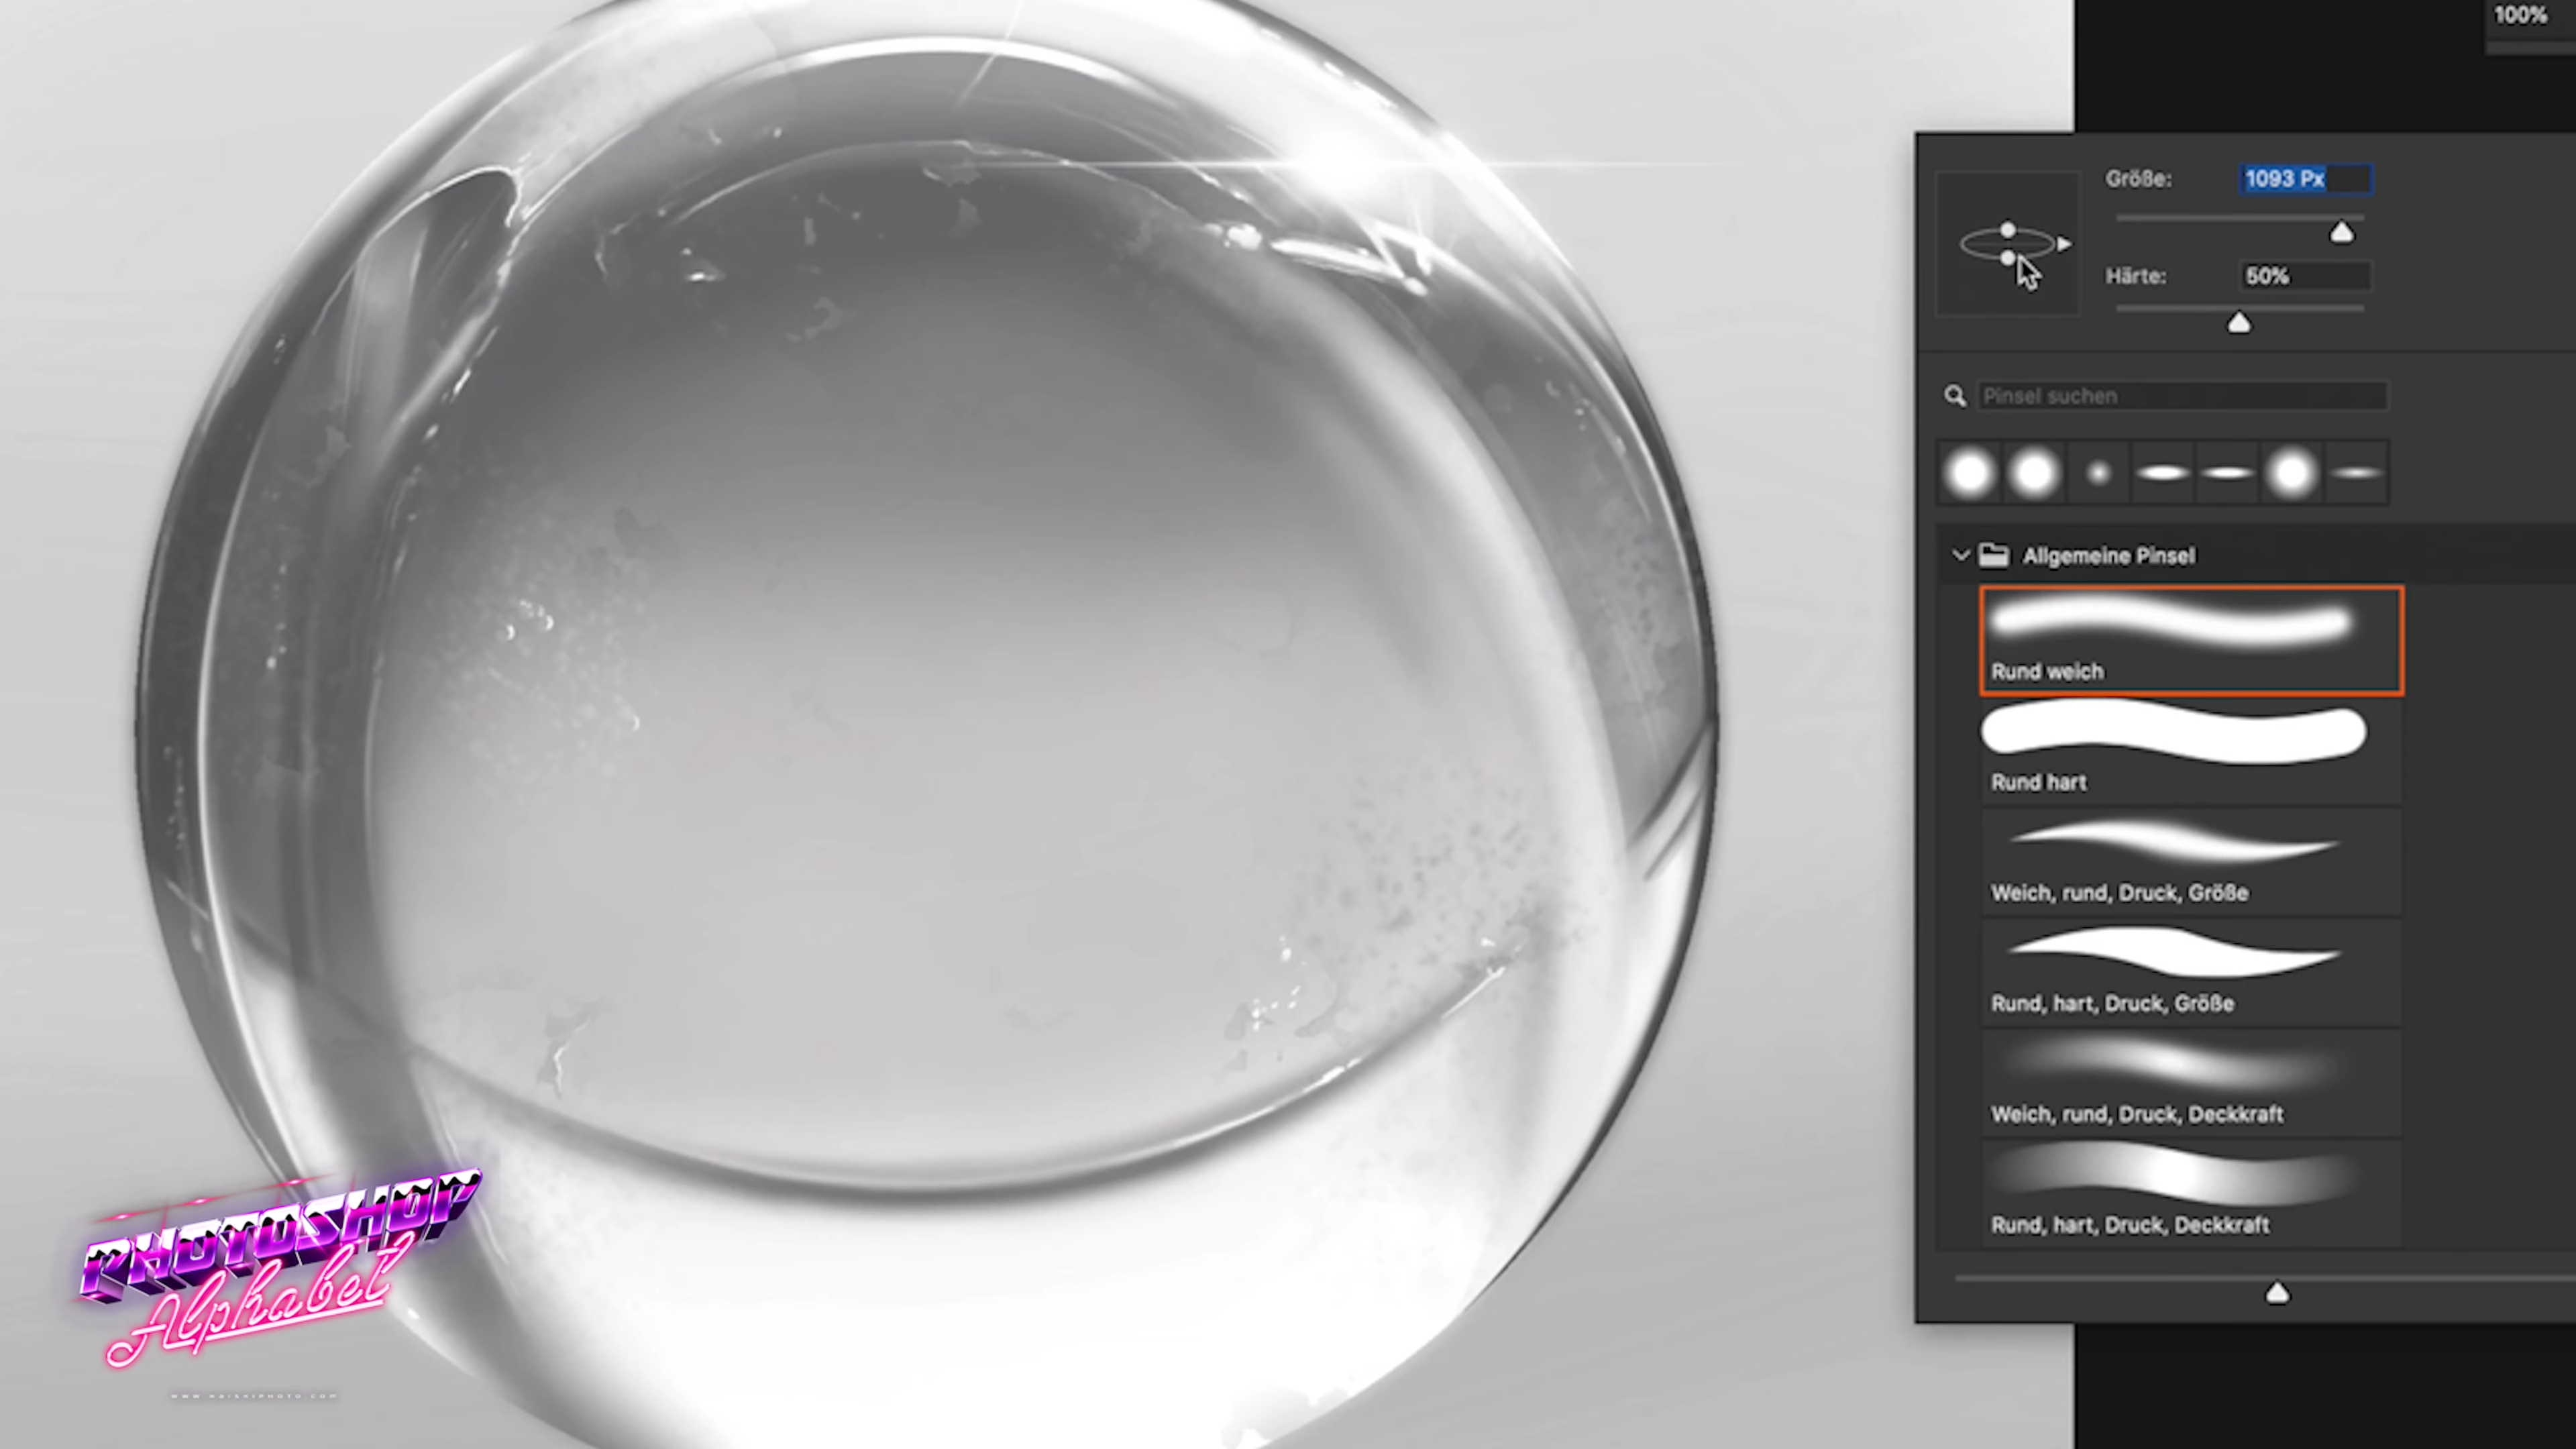 100%
Größe: 1093 Px
Härte: 50%
Pinsel suchen
Allgemeine Pinsel
Rund weich
Rund hart
Weich, rund, Druck, Größe
Rund, hart, Druck, Größe
Weich, rund, Druck, Deckkraft
Rund, hart, Druck, Deckkraft
PHOTOSHOP
Alphabet